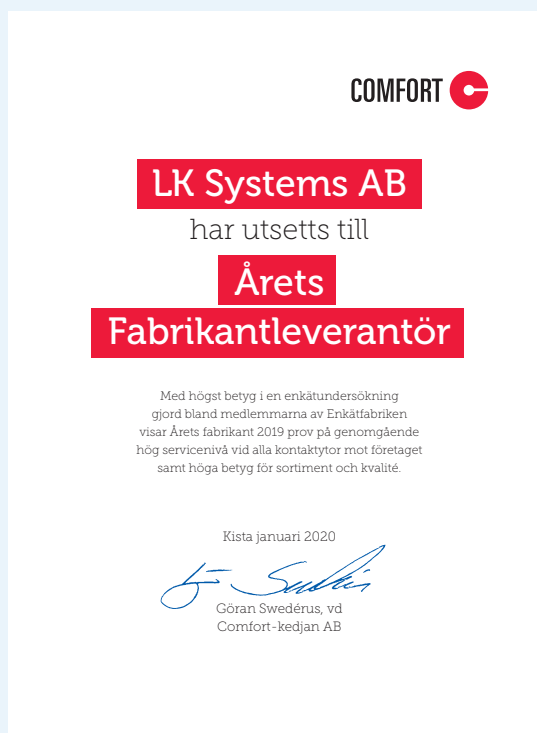 COMFORT
LK Systems AB
har utsetts till
Årets
Fabrikantleverantör
Med högst betyg i en enkätundersökning
gjord bland medlemmarna av Enkätfabriken
visar Årets fabrikant 2019 prov på genomgående
hög servicenivå vid alla kontaktytor mot företaget
samt höga betyg för sortiment och kvalité.
Kista januari 2020
Göran Swedérus, vd
Comfort-kedjan AB